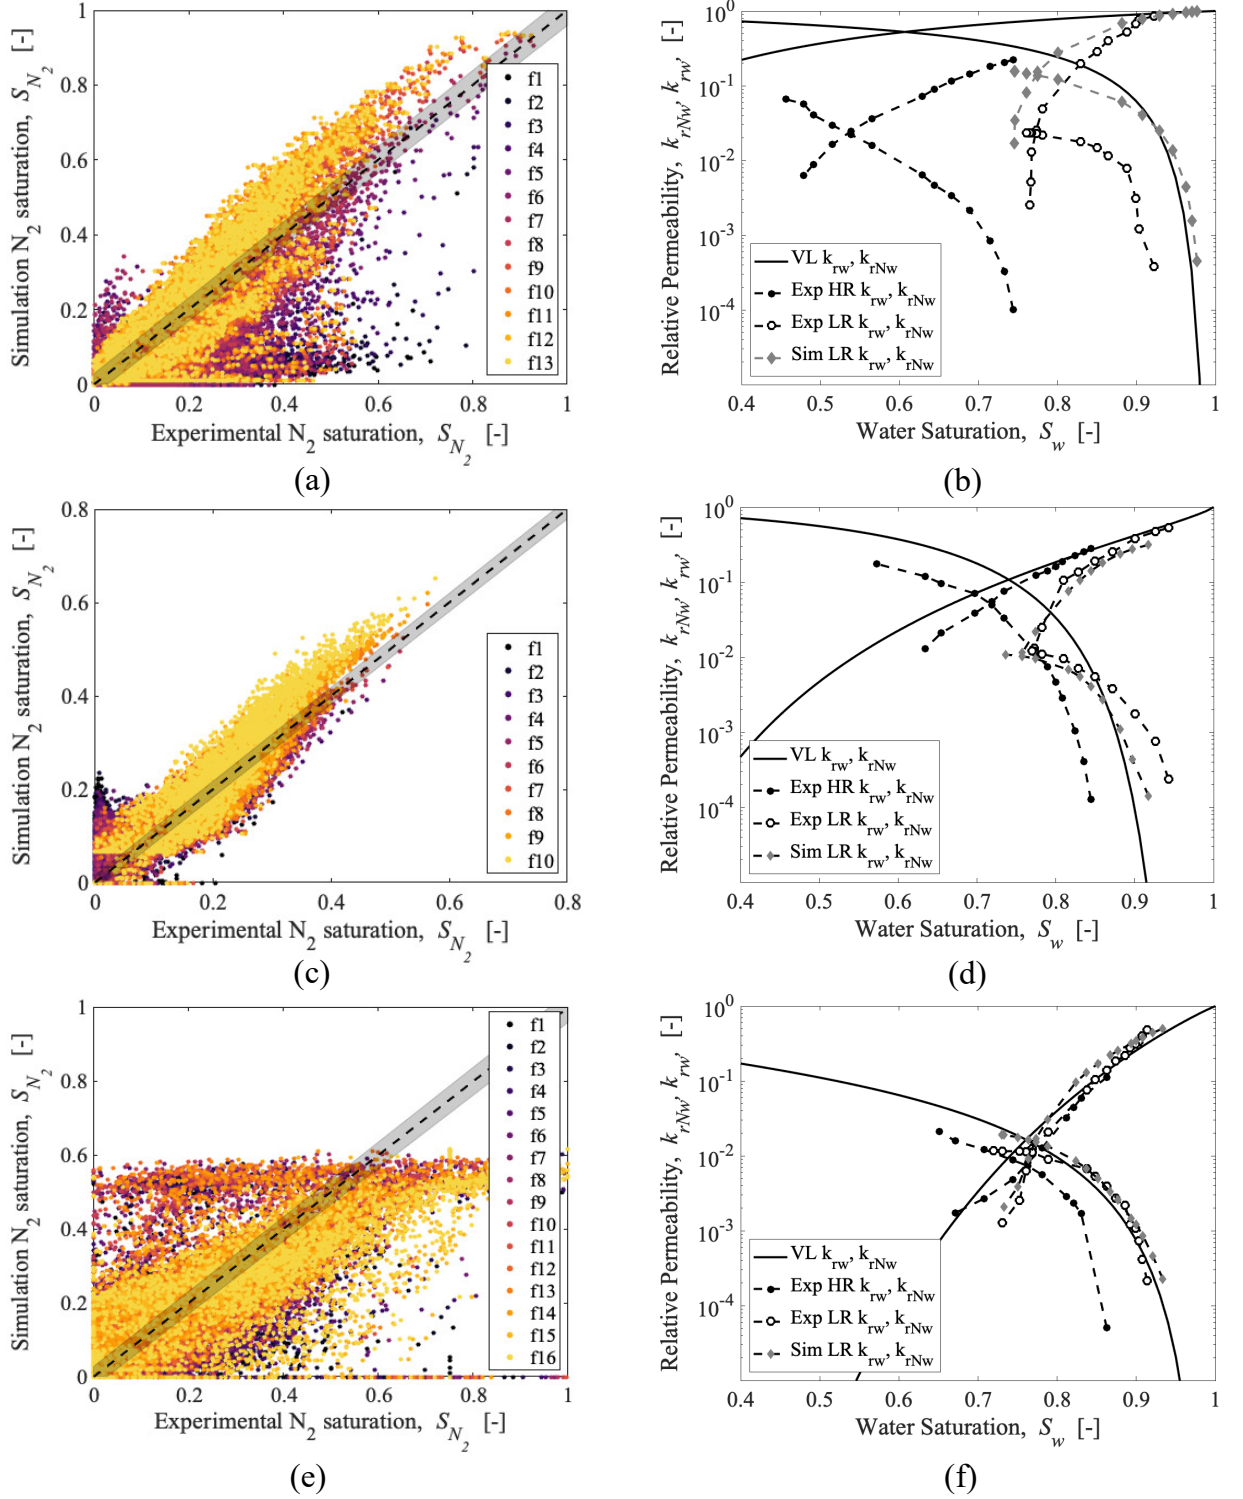 Simulation N2 saturation, SN2 [-]
1
0.8
0.6
0.4
0.2
0
f1
f2
f3
f4
f5
f6
f7
f8
f9
f10
f11
f12
f13
0 0.2 0.4 0.6 0.8 1
Experimental N2 saturation, SN2 [-]
(a)
Relative Permeability, krNw, krw, [-]
10^0
10^-1
10^-2
10^-3
10^-4
VL krw, krNw
Exp HR krw, krNw
Exp LR krw, krNw
Sim LR krw, krNw
0.4 0.5 0.6 0.7 0.8 0.9 1
Water Saturation, Sw [-]
(b)
Simulation N2 saturation, SN2 [-]
0.8
0.6
0.4
0.2
0
f1
f2
f3
f4
f5
f6
f7
f8
f9
f10
0 0.2 0.4 0.6 0.8
Experimental N2 saturation, SN2 [-]
(c)
Relative Permeability, krNw, krw, [-]
10^0
10^-1
10^-2
10^-3
10^-4
VL krw, krNw
Exp HR krw, krNw
Exp LR krw, krNw
Sim LR krw, krNw
0.4 0.5 0.6 0.7 0.8 0.9 1
Water Saturation, Sw [-]
(d)
Simulation N2 saturation, SN2 [-]
1
0.8
0.6
0.4
0.2
0
f1
f2
f3
f4
f5
f6
f7
f8
f9
f10
f11
f12
f13
f14
f15
f16
0 0.2 0.4 0.6 0.8 1
Experimental N2 saturation, SN2 [-]
(e)
Relative Permeability, krNw, krw, [-]
10^0
10^-1
10^-2
10^-3
10^-4
VL krw, krNw
Exp HR krw, krNw
Exp LR krw, krNw
Sim LR krw, krNw
0.4 0.5 0.6 0.7 0.8 0.9 1
Water Saturation, Sw [-]
(f)